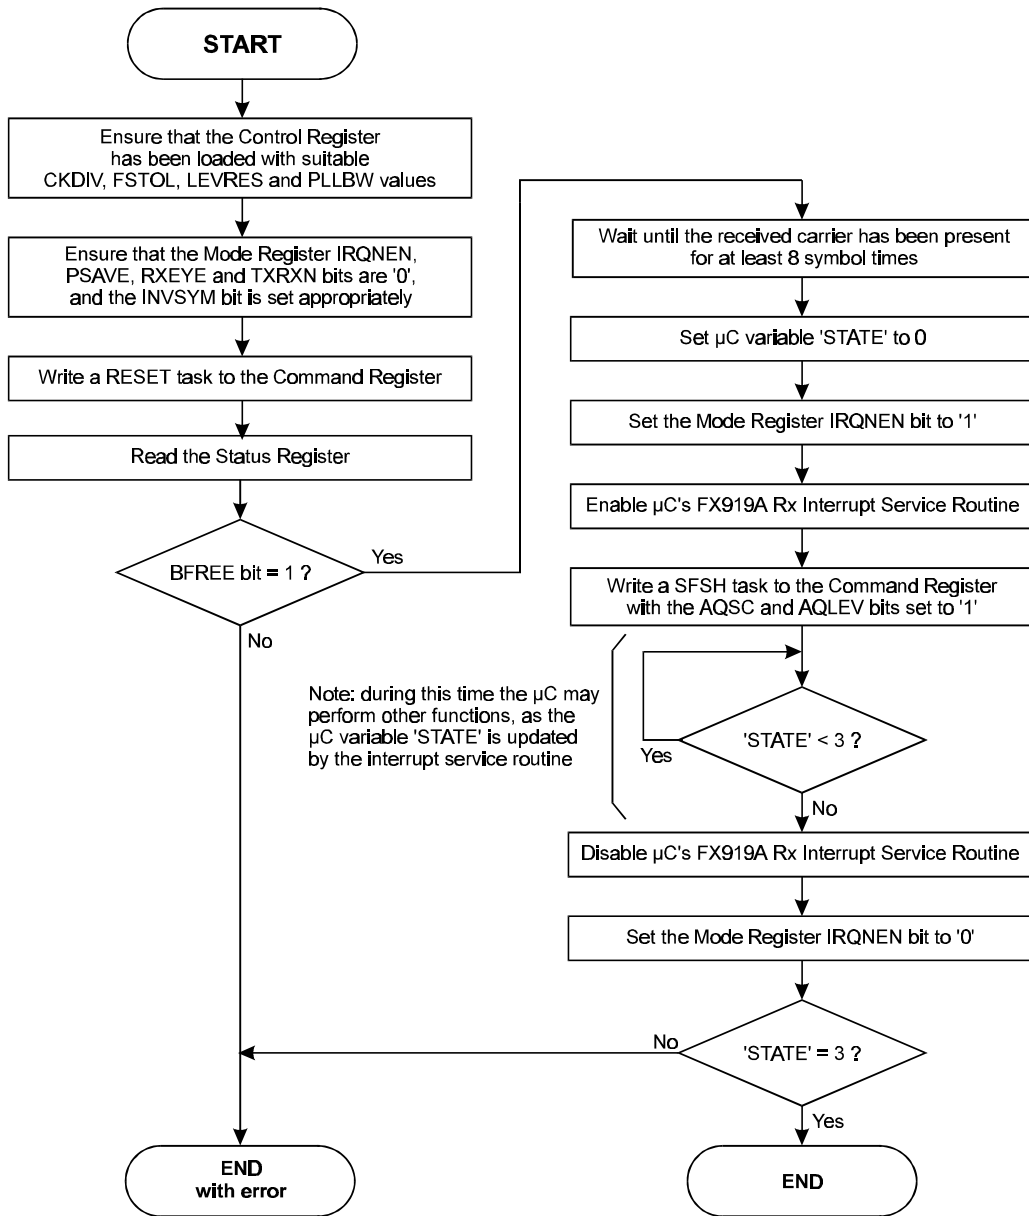 START
Ensure that the Control Register
has been loaded with suitable
CKDIV, FSTOL, LEVRES and PLLBW values
Ensure that the Mode Register IRQNEN,
PSAVE, RXEYE and TXRXN bits are '0',
and the INVSYM bit is set appropriately
Write a RESET task to the Command Register
Read the Status Register
BFREE bit = 1 ?
Yes
No
Wait until the received carrier has been present
for at least 8 symbol times
Set µC variable 'STATE' to 0
Set the Mode Register IRQNEN bit to '1'
Enable µC's FX919A Rx Interrupt Service Routine
Write a SFSH task to the Command Register
with the AQSC and AQLEV bits set to '1'
Note: during this time the µC may
perform other functions, as the
µC variable 'STATE' is updated
by the interrupt service routine
'STATE' < 3 ?
Yes
No
Disable µC's FX919A Rx Interrupt Service Routine
Set the Mode Register IRQNEN bit to '0'
'STATE' = 3 ?
No
Yes
END
with error
END